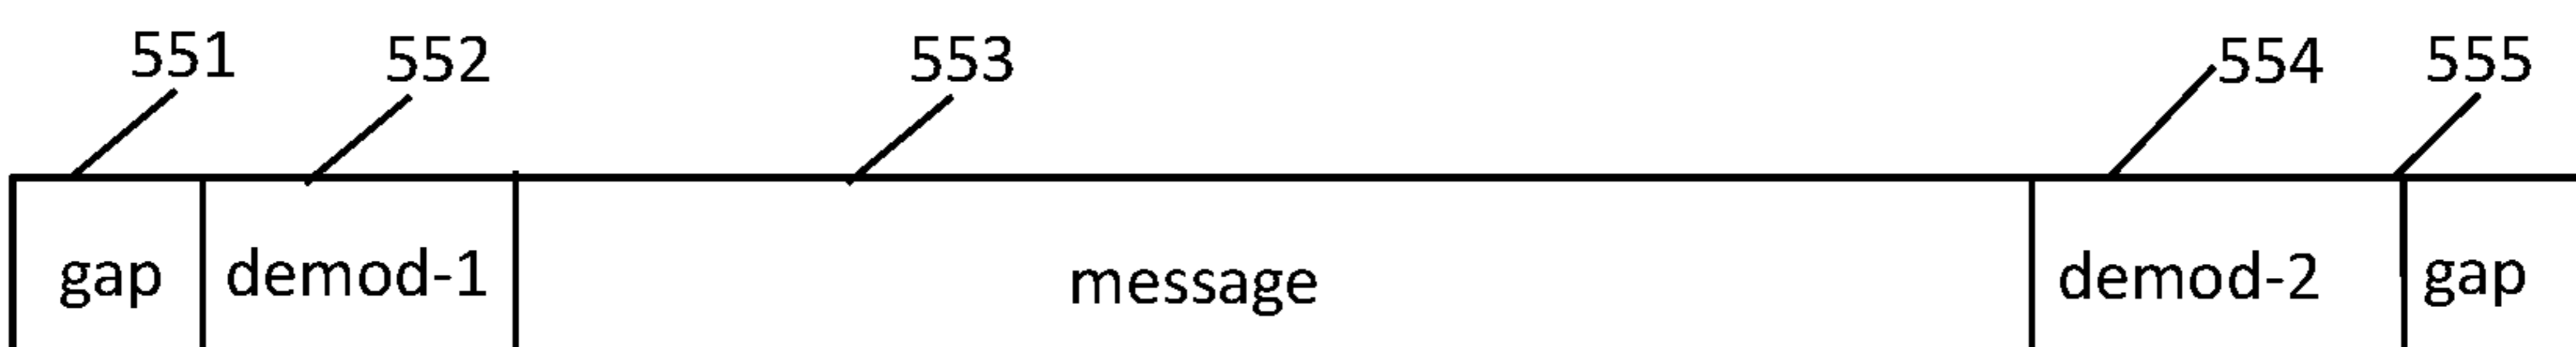 551 552 553 554 555
gap demod-1 message demod-2 gap